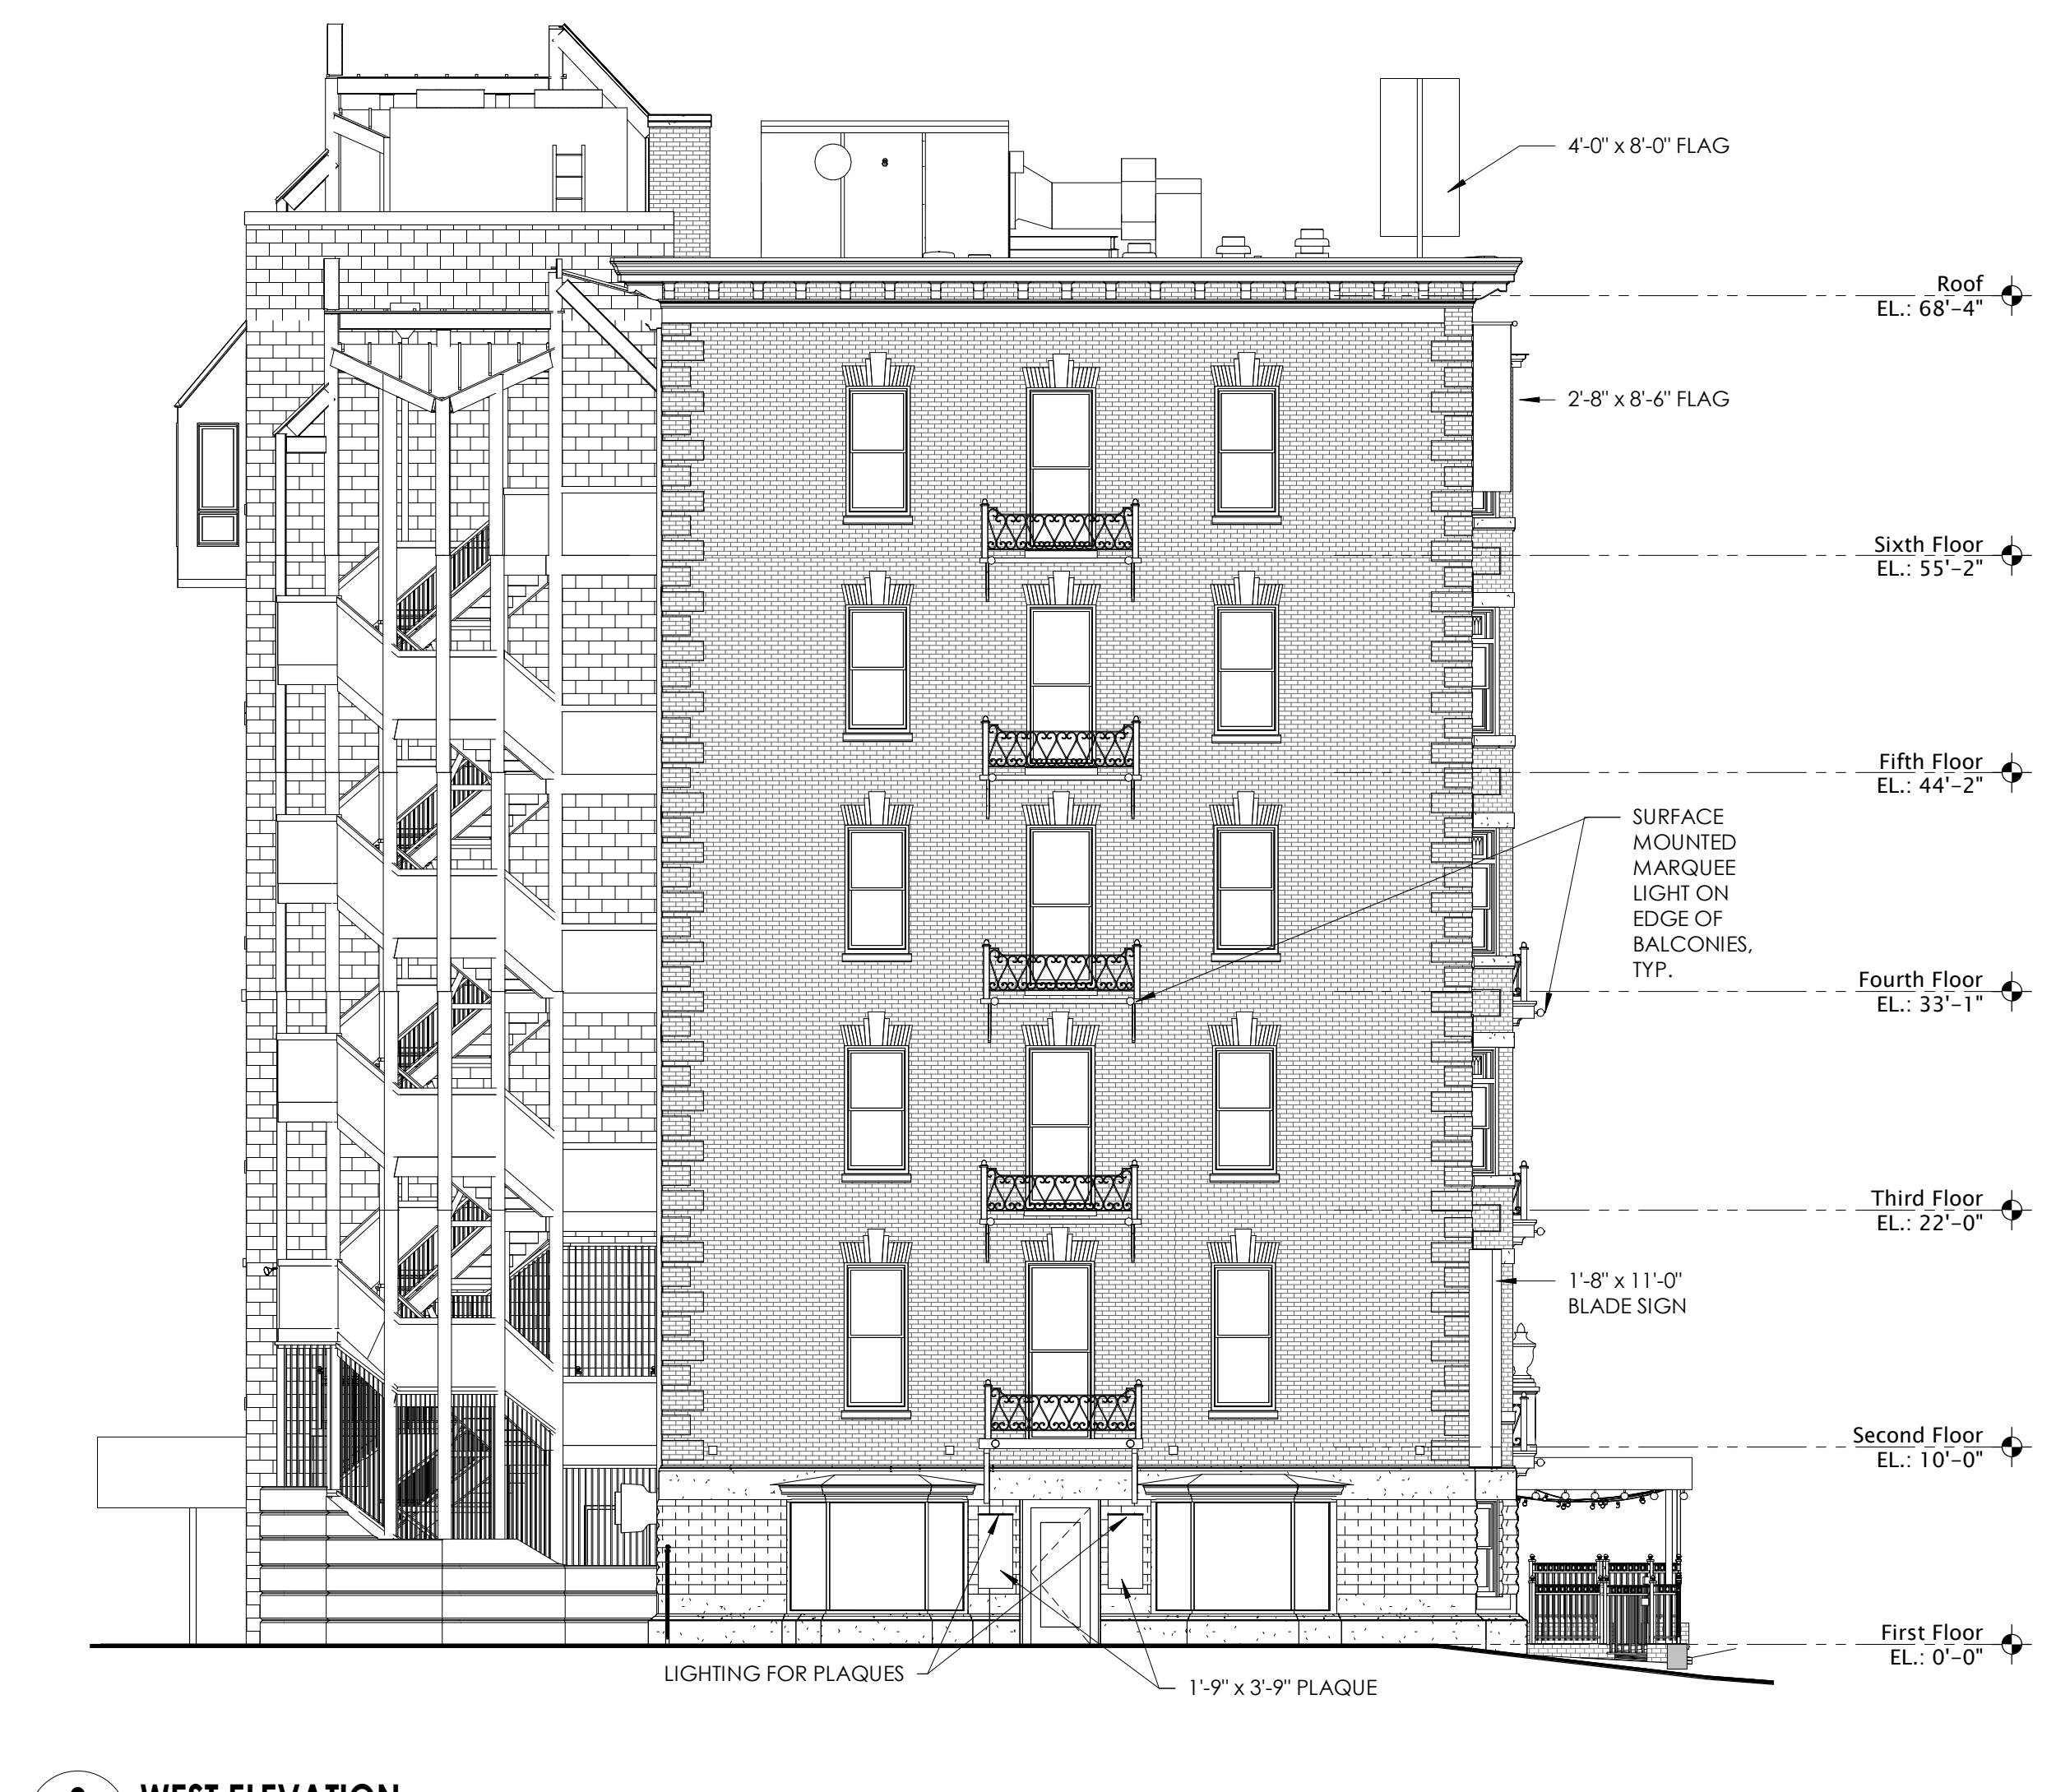 4'-0" x 8'-0" FLAG
Roof
EL.: 68'-4"
2'-8" x 8'-6" FLAG
Sixth Floor
EL.: 55'-2"
Fifth Floor
EL.: 44'-2"
SURFACE
MOUNTED
MARQUEE
LIGHT ON
EDGE OF
BALCONIES,
TYP.
Fourth Floor
EL.: 33'-1"
Third Floor
EL.: 22'-0"
1'-8" x 11'-0"
BLADE SIGN
Second Floor
EL.: 10'-0"
First Floor
EL.: 0'-0"
LIGHTING FOR PLAQUES
1'-9" x 3'-9" PLAQUE
WEST ELEVATION